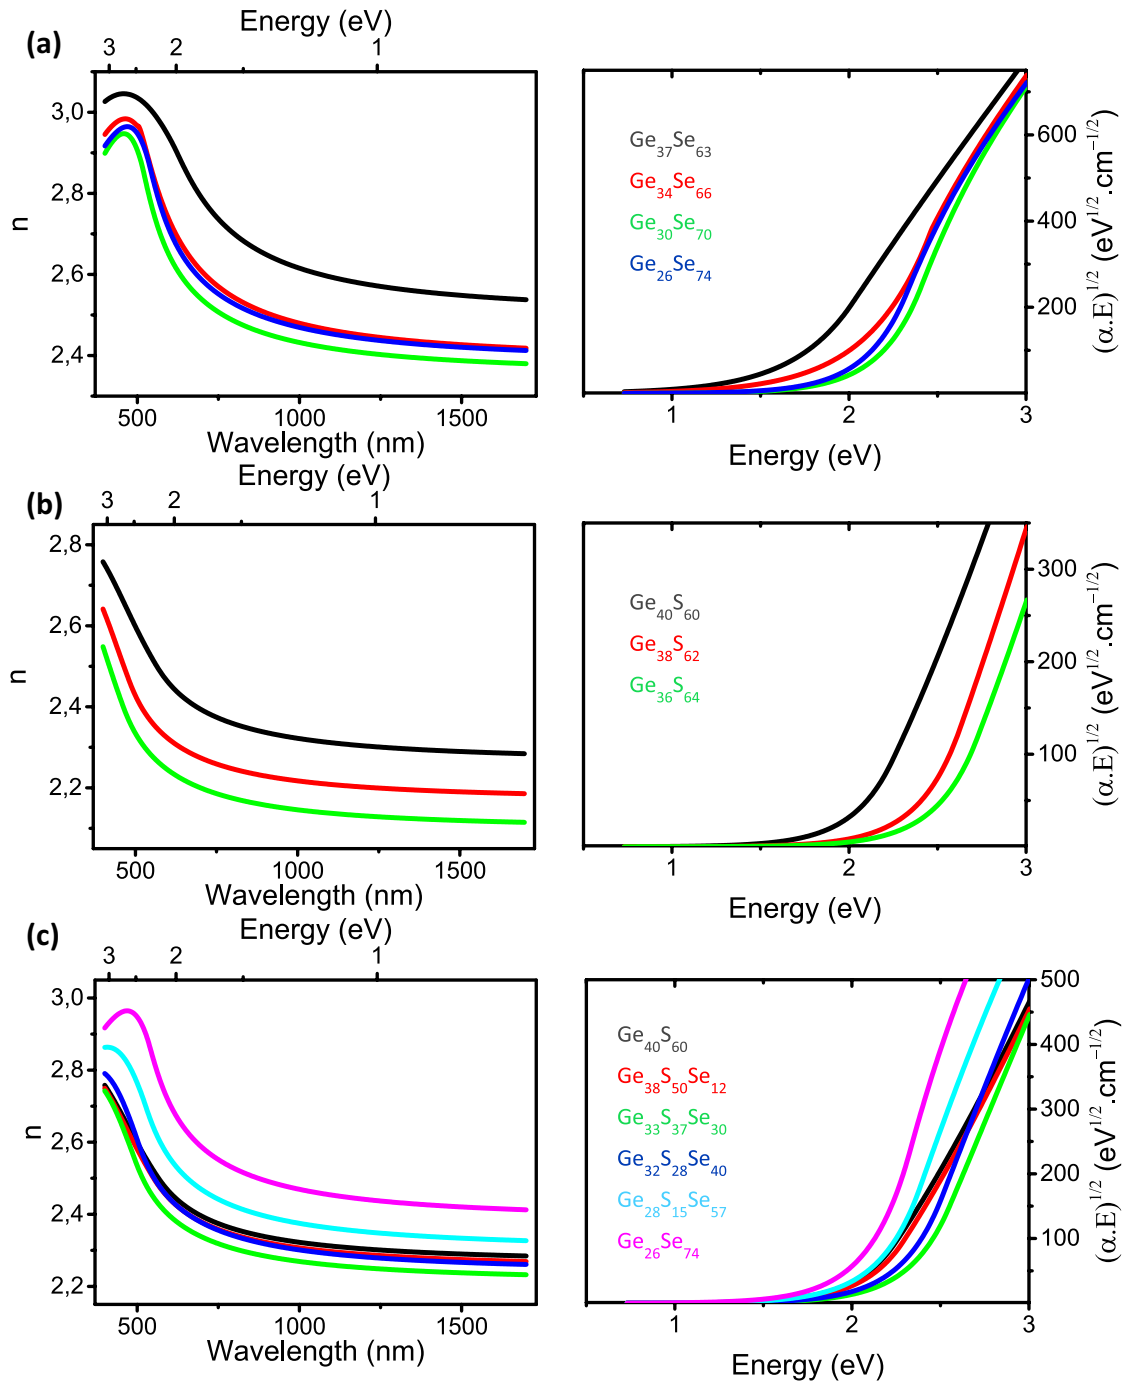 Energy (eV)
(a)
3 2 1
3,0
2,8
2,6
2,4
n
500 1000 1500
Wavelength (nm)
Ge37Se63
Ge34Se66
Ge30Se70
Ge26Se74
600
400
200
(α.E)1/2 (eV1/2.cm−1/2)
1 2 3
Energy (eV)
Energy (eV)
(b)
3 2 1
2,8
2,6
2,4
2,2
n
500 1000 1500
Wavelength (nm)
Ge40S60
Ge38S62
Ge36S64
300
200
100
(α.E)1/2 (eV1/2.cm−1/2)
1 2 3
Energy (eV)
Energy (eV)
(c)
3 2 1
3,0
2,8
2,6
2,4
2,2
n
500 1000 1500
Wavelength (nm)
Ge40S60
Ge38S50Se12
Ge33S37Se30
Ge32S28Se40
Ge28S15Se57
Ge26Se74
500
400
300
200
100
(α.E)1/2 (eV1/2.cm−1/2)
1 2 3
Energy (eV)